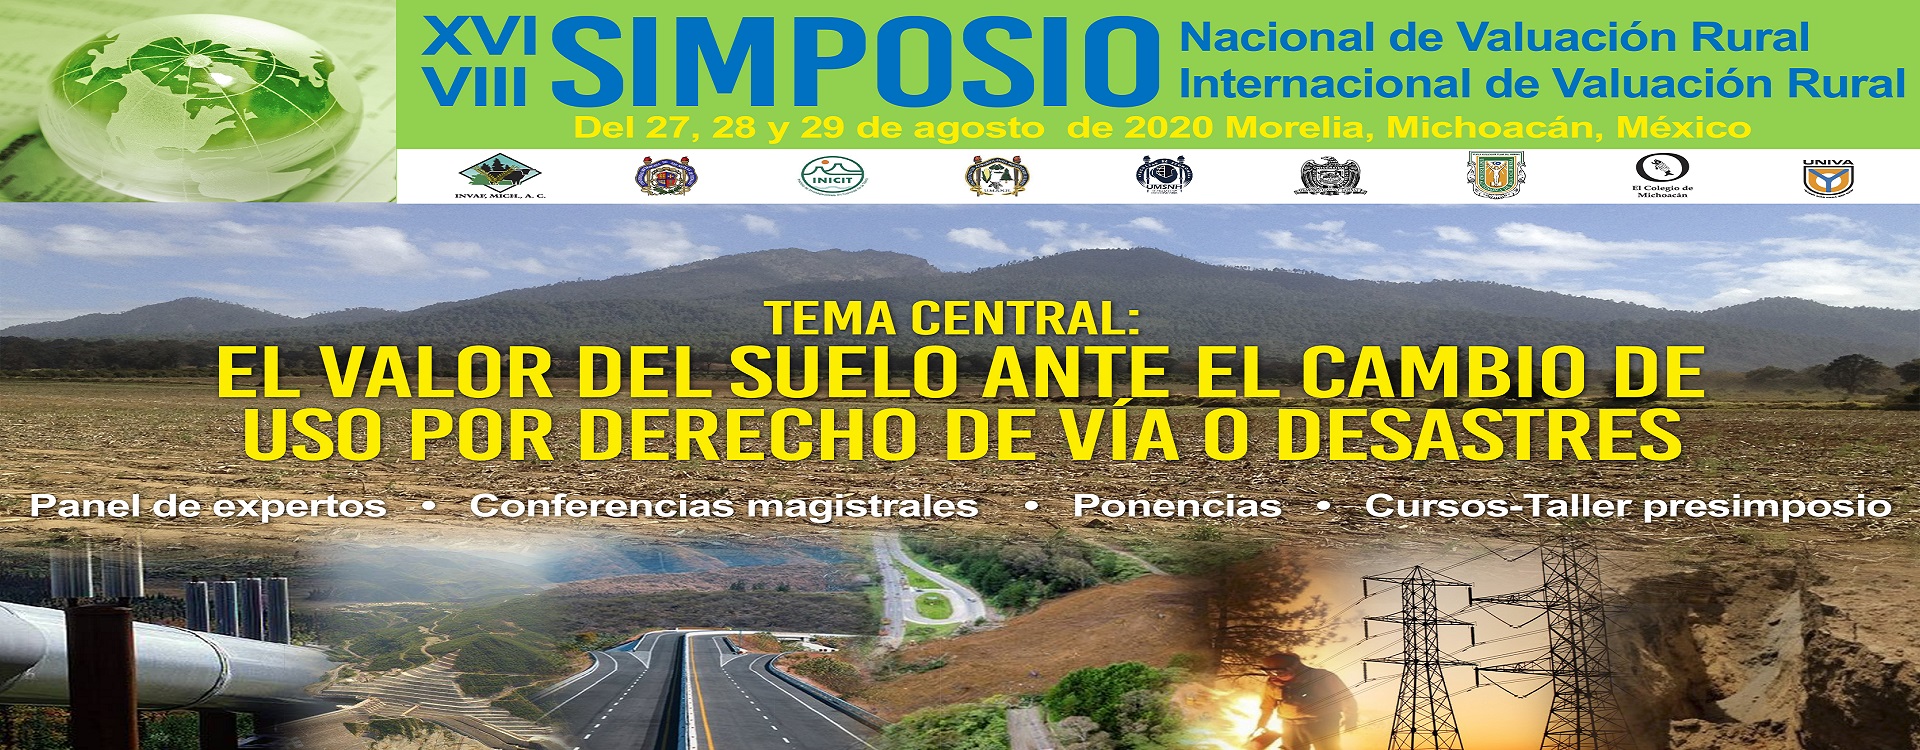 XVI
VIII
SIMPOSIO
Nacional de Valuación Rural
Internacional de Valuación Rural
Del 27, 28 y 29 de agosto de 2020 Morelia, Michoacán, México
INVAF, MICH., A. C.
INICIT
UMSNH
El Colegio de
Michoacán
UNIVA
TEMA CENTRAL:
EL VALOR DEL SUELO ANTE EL CAMBIO DE
USO POR DERECHO DE VÍA O DESASTRES
Panel de expertos • Conferencias magistrales • Ponencias • Cursos-Taller presimposio